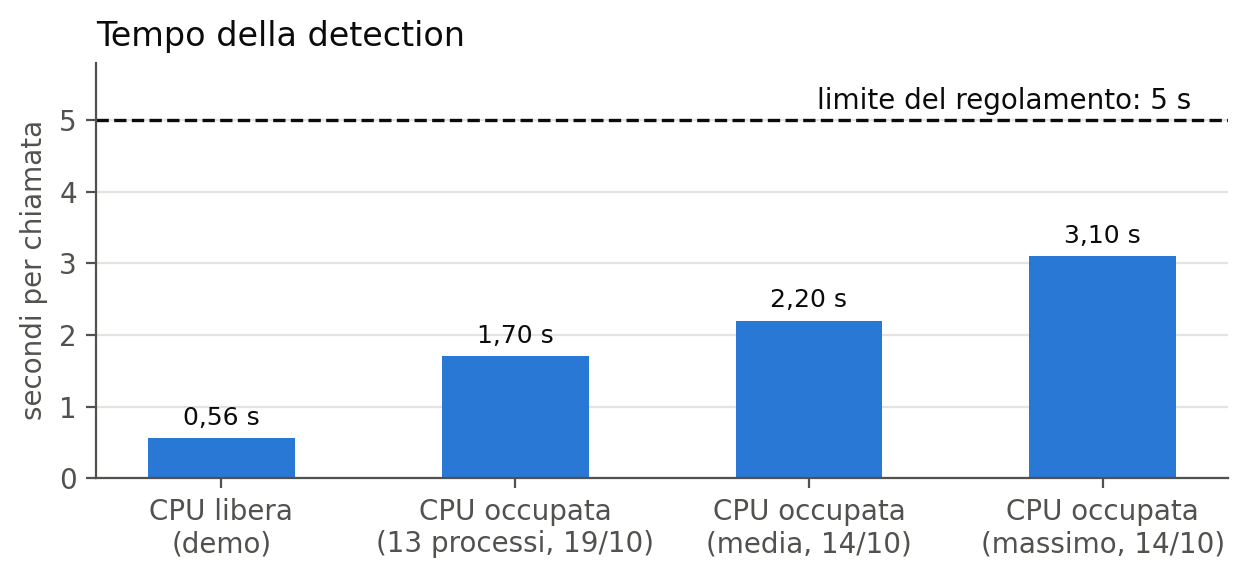 Tempo della detection
limite del regolamento: 5 s
secondi per chiamata
5
4
3
2
1
0
0,56 s
1,70 s
2,20 s
3,10 s
CPU libera
(demo)
CPU occupata
(13 processi, 19/10)
CPU occupata
(media, 14/10)
CPU occupata
(massimo, 14/10)